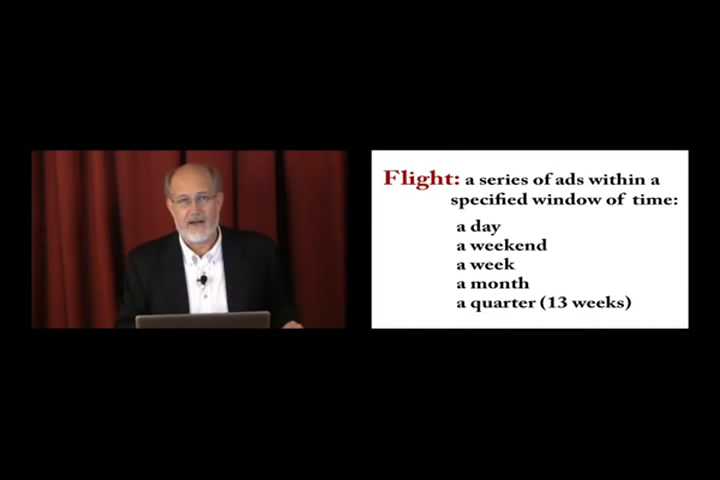 Flight: a series of ads within a
specified window of time:
a day
a weekend
a week
a month
a quarter (13 weeks)